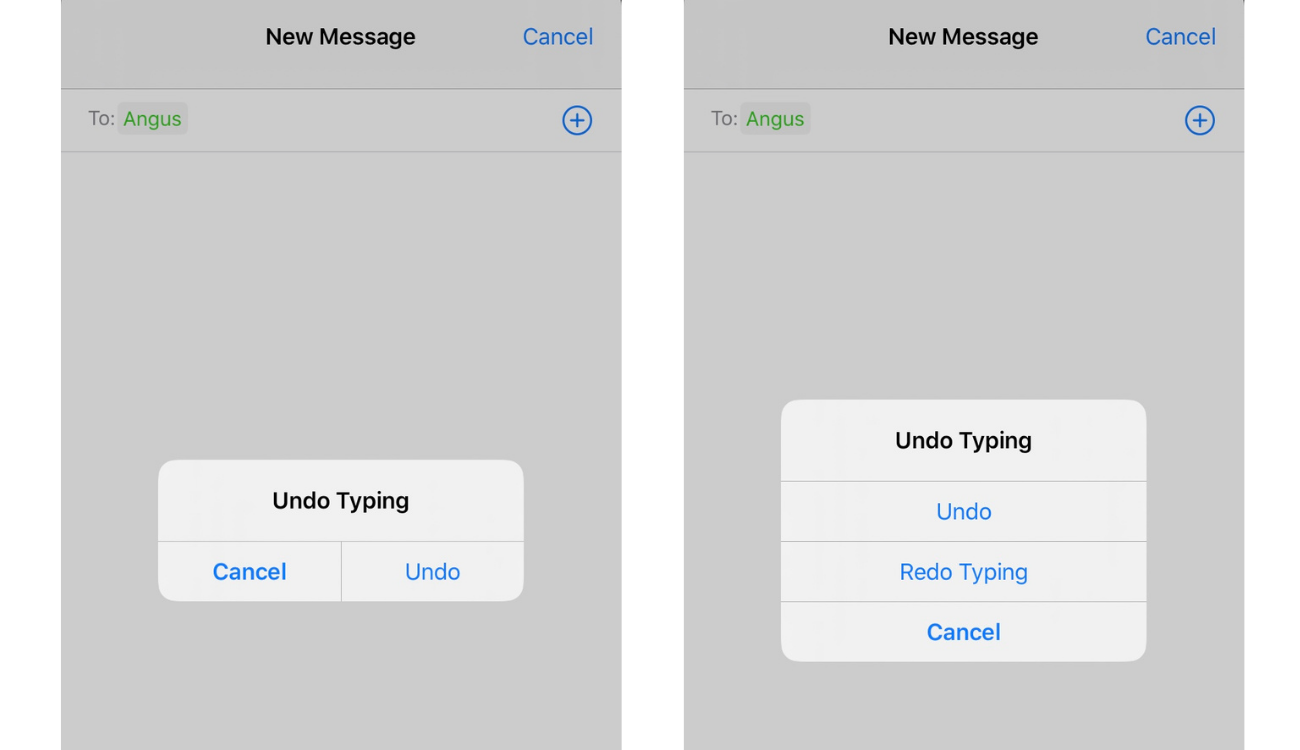 New Message Cancel
To: Angus
Undo Typing
Cancel Undo
New Message Cancel
To: Angus
Undo Typing
Undo
Redo Typing
Cancel